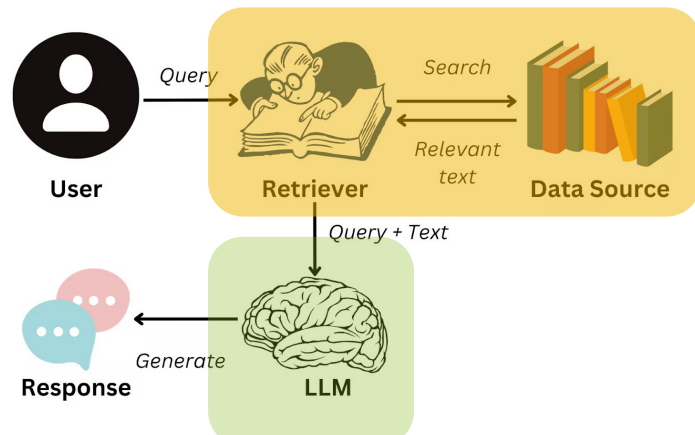 Query
Search
Relevant
text
User
Retriever
Data Source
Query + Text
Generate
Response
LLM